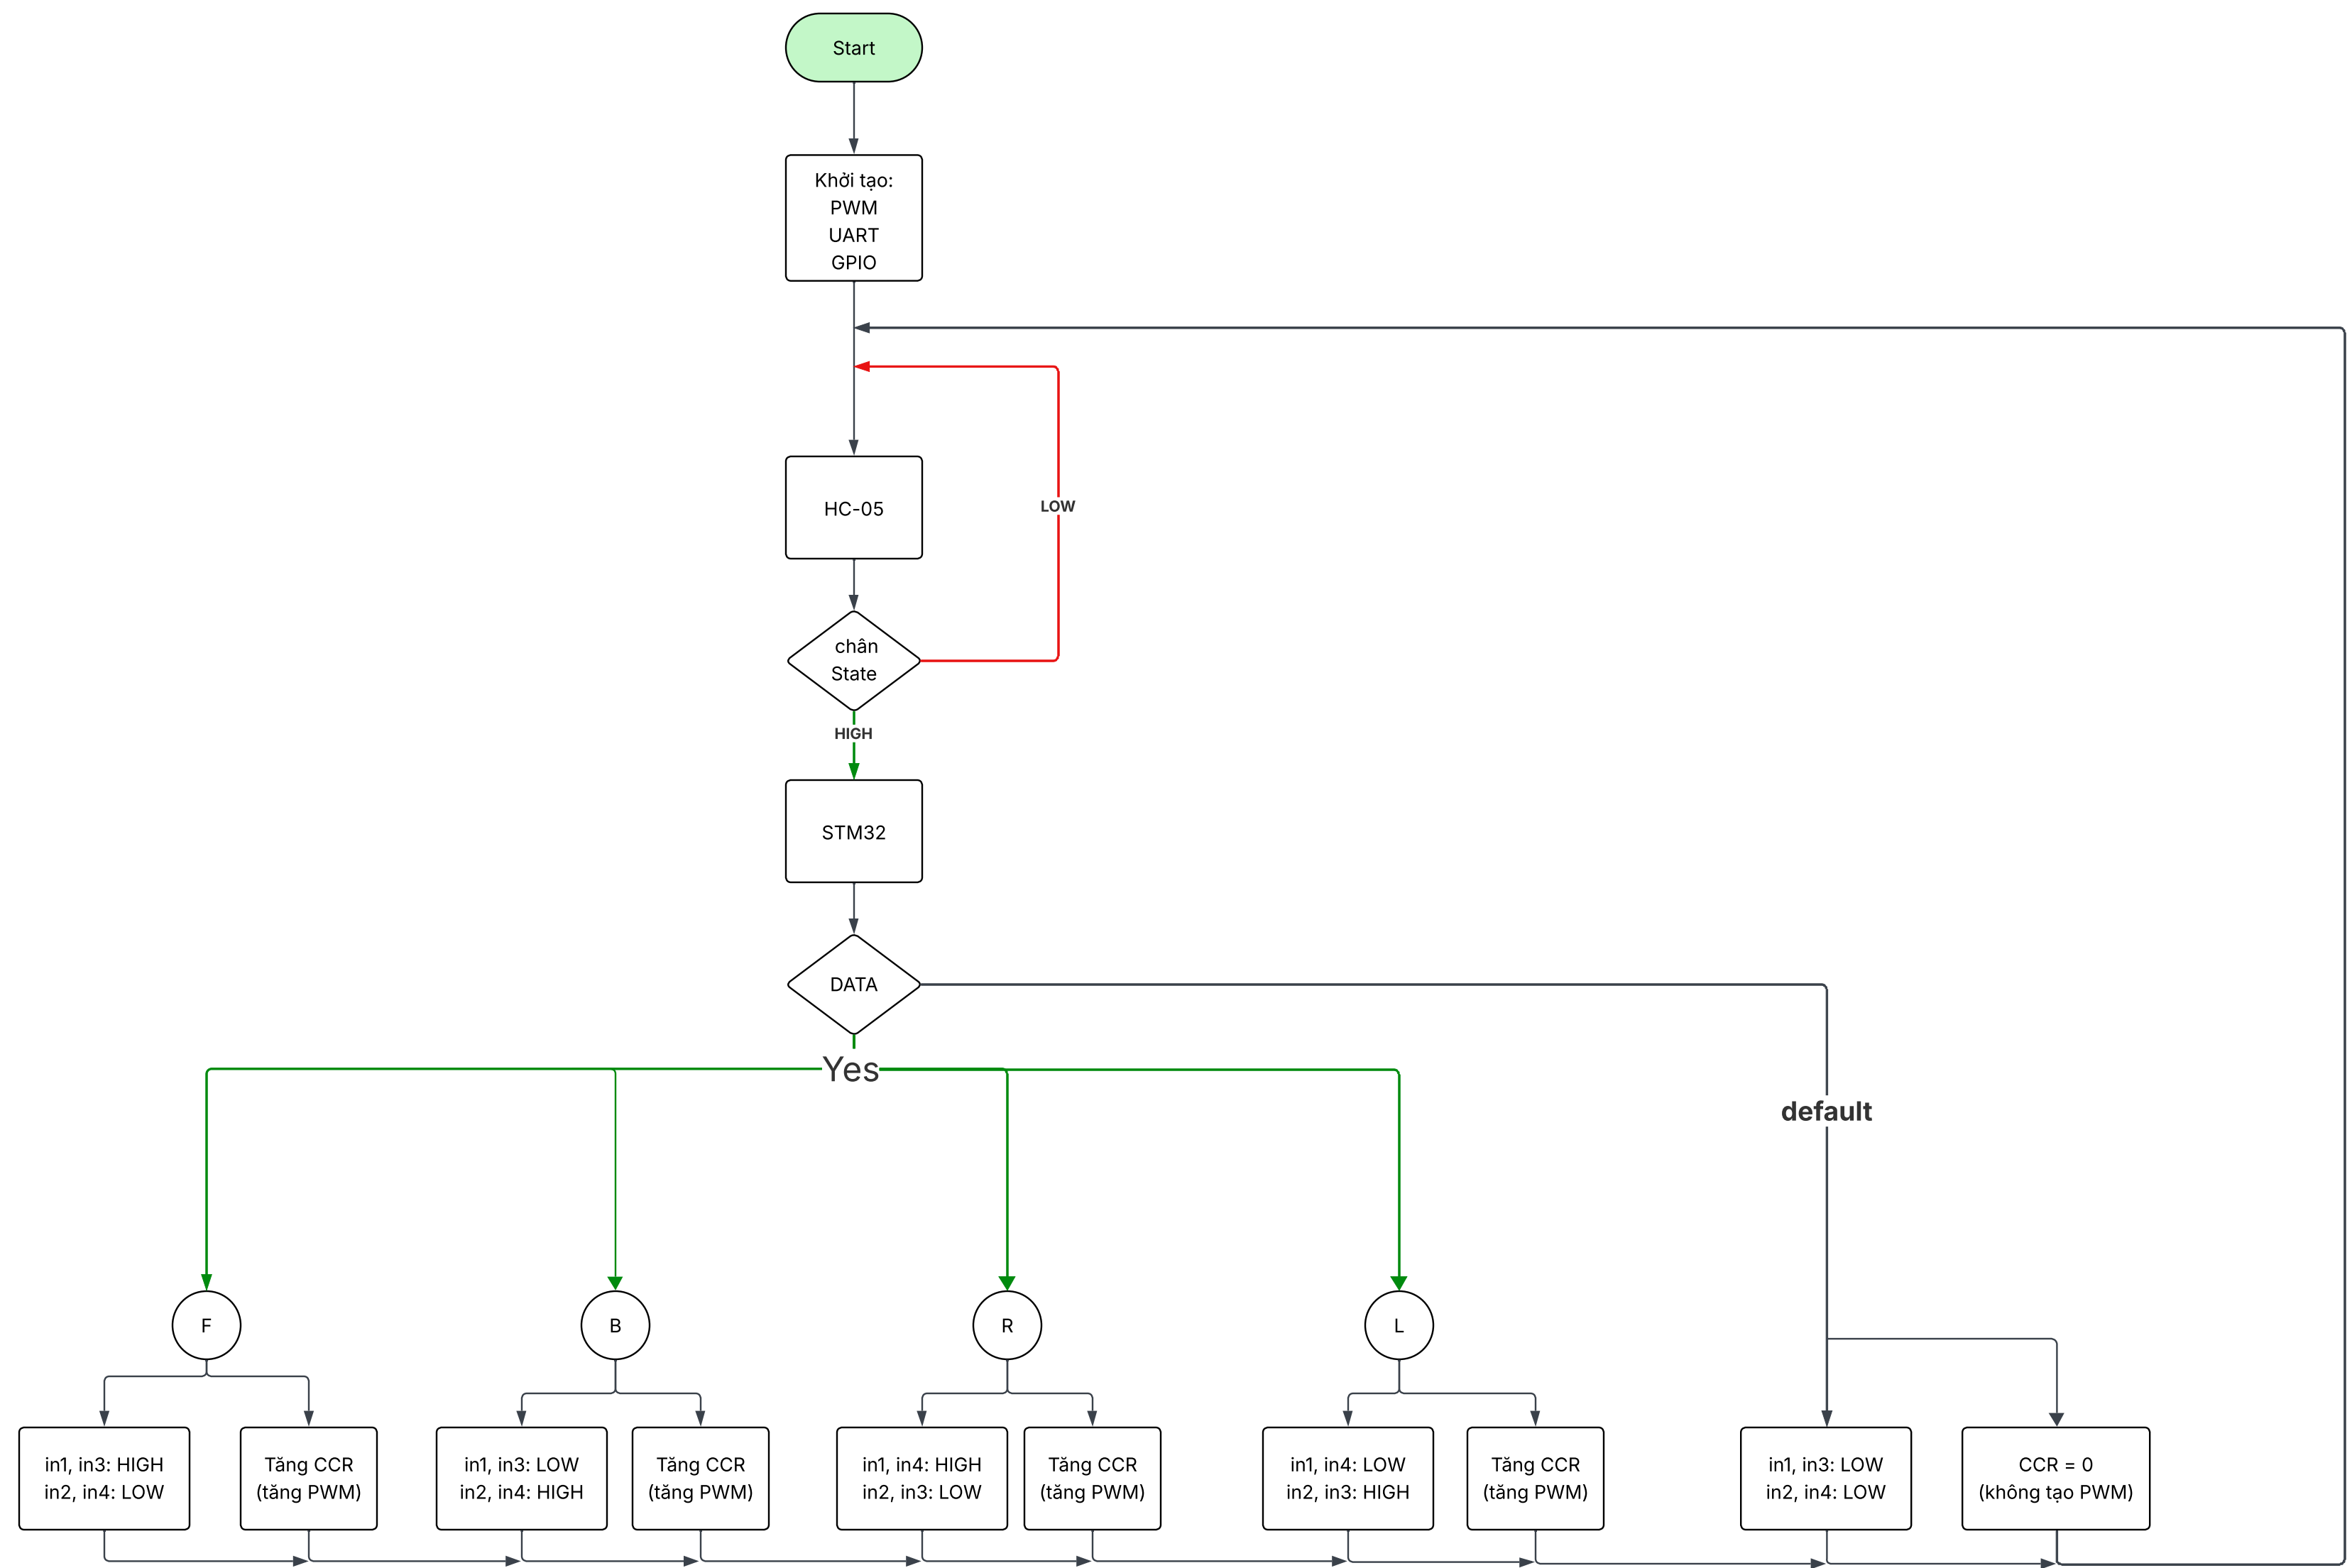 Start
Khởi tạo:
PWM
UART
GPIO
HC-05
LOW
chân
State
HIGH
STM32
DATA
Yes
default
F
B
R
L
in1, in3: HIGH
in2, in4: LOW
Tăng CCR
(tăng PWM)
in1, in3: LOW
in2, in4: HIGH
Tăng CCR
(tăng PWM)
in1, in4: HIGH
in2, in3: LOW
Tăng CCR
(tăng PWM)
in1, in4: LOW
in2, in3: HIGH
Tăng CCR
(tăng PWM)
in1, in3: LOW
in2, in4: LOW
CCR = 0
(không tạo PWM)